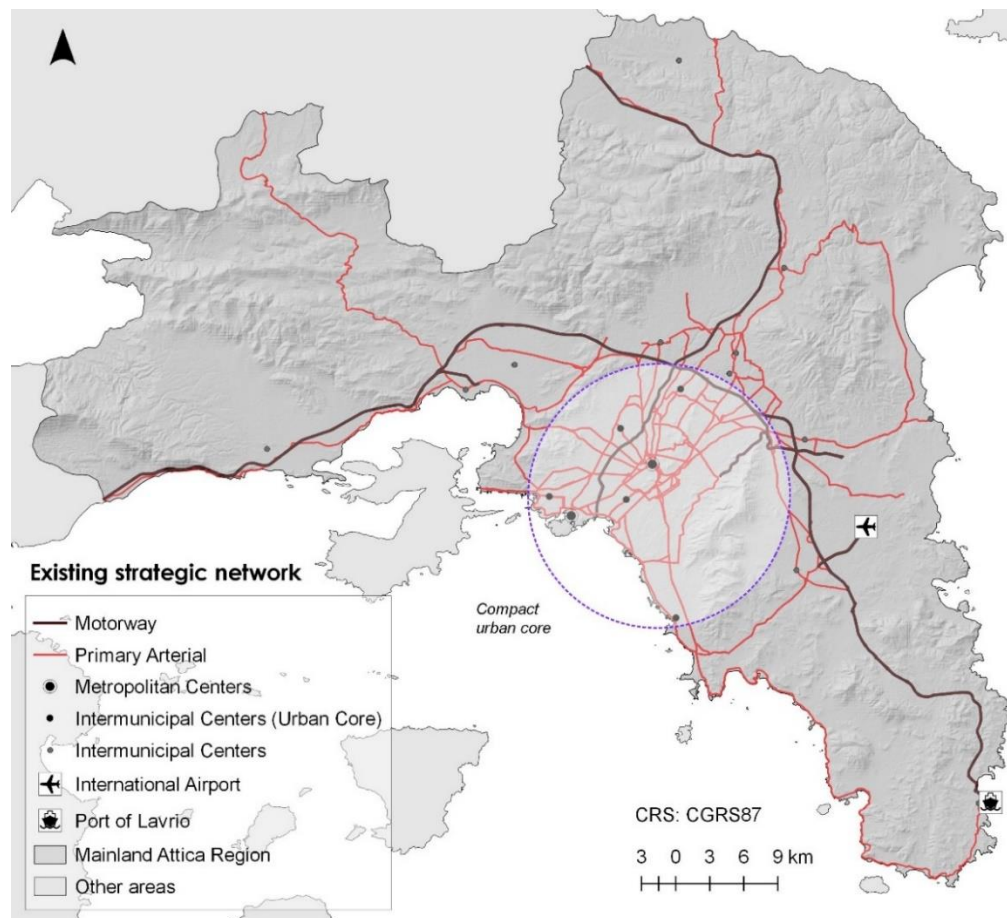 Existing strategic network
Motorway
Primary Arterial
Metropolitan Centers
Intermunicipal Centers (Urban Core)
Intermunicipal Centers
International Airport
Port of Lavrio
Mainland Attica Region
Other areas
Compact
urban core
CRS: CGRS87
3 0 3 6 9 km